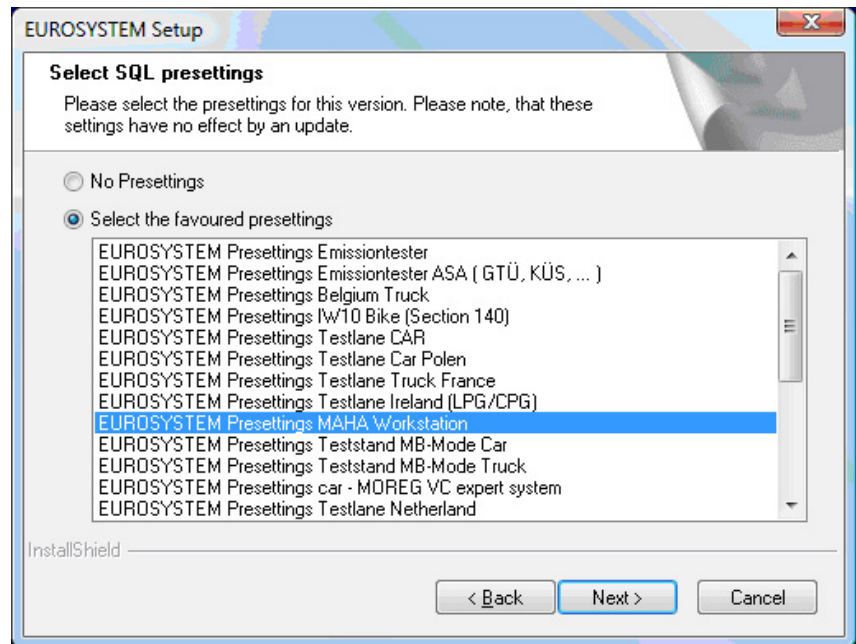 EUROSYSTEM Setup
Select SQL presettings
Please select the presettings for this version. Please note, that these
settings have no effect by an update.
No Presettings
Select the favoured presettings
EUROSYSTEM Presettings Emissiontester
EUROSYSTEM Presettings Emissiontester ASA ( GTÜ, KÜS, ... )
EUROSYSTEM Presettings Belgium Truck
EUROSYSTEM Presettings IW10 Bike (Section 140)
EUROSYSTEM Presettings Testlane CAR
EUROSYSTEM Presettings Testlane Car Polen
EUROSYSTEM Presettings Testlane Truck France
EUROSYSTEM Presettings Testlane Ireland (LPG/CPG)
EUROSYSTEM Presettings MAHA Workstation
EUROSYSTEM Presettings Teststand MB-Mode Car
EUROSYSTEM Presettings Teststand MB-Mode Truck
EUROSYSTEM Presettings car - MOREG VC expert system
EUROSYSTEM Presettings Testlane Netherland
InstallShield
< Back
Next >
Cancel